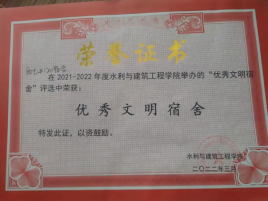 荣誉证书
在2021-2022年度水利与建筑工程学院举办的“优秀文明宿
舍”评选中荣获:
优秀文明宿舍
特发此证,以资鼓励。
水利与建筑工程学院
二〇二二年三月